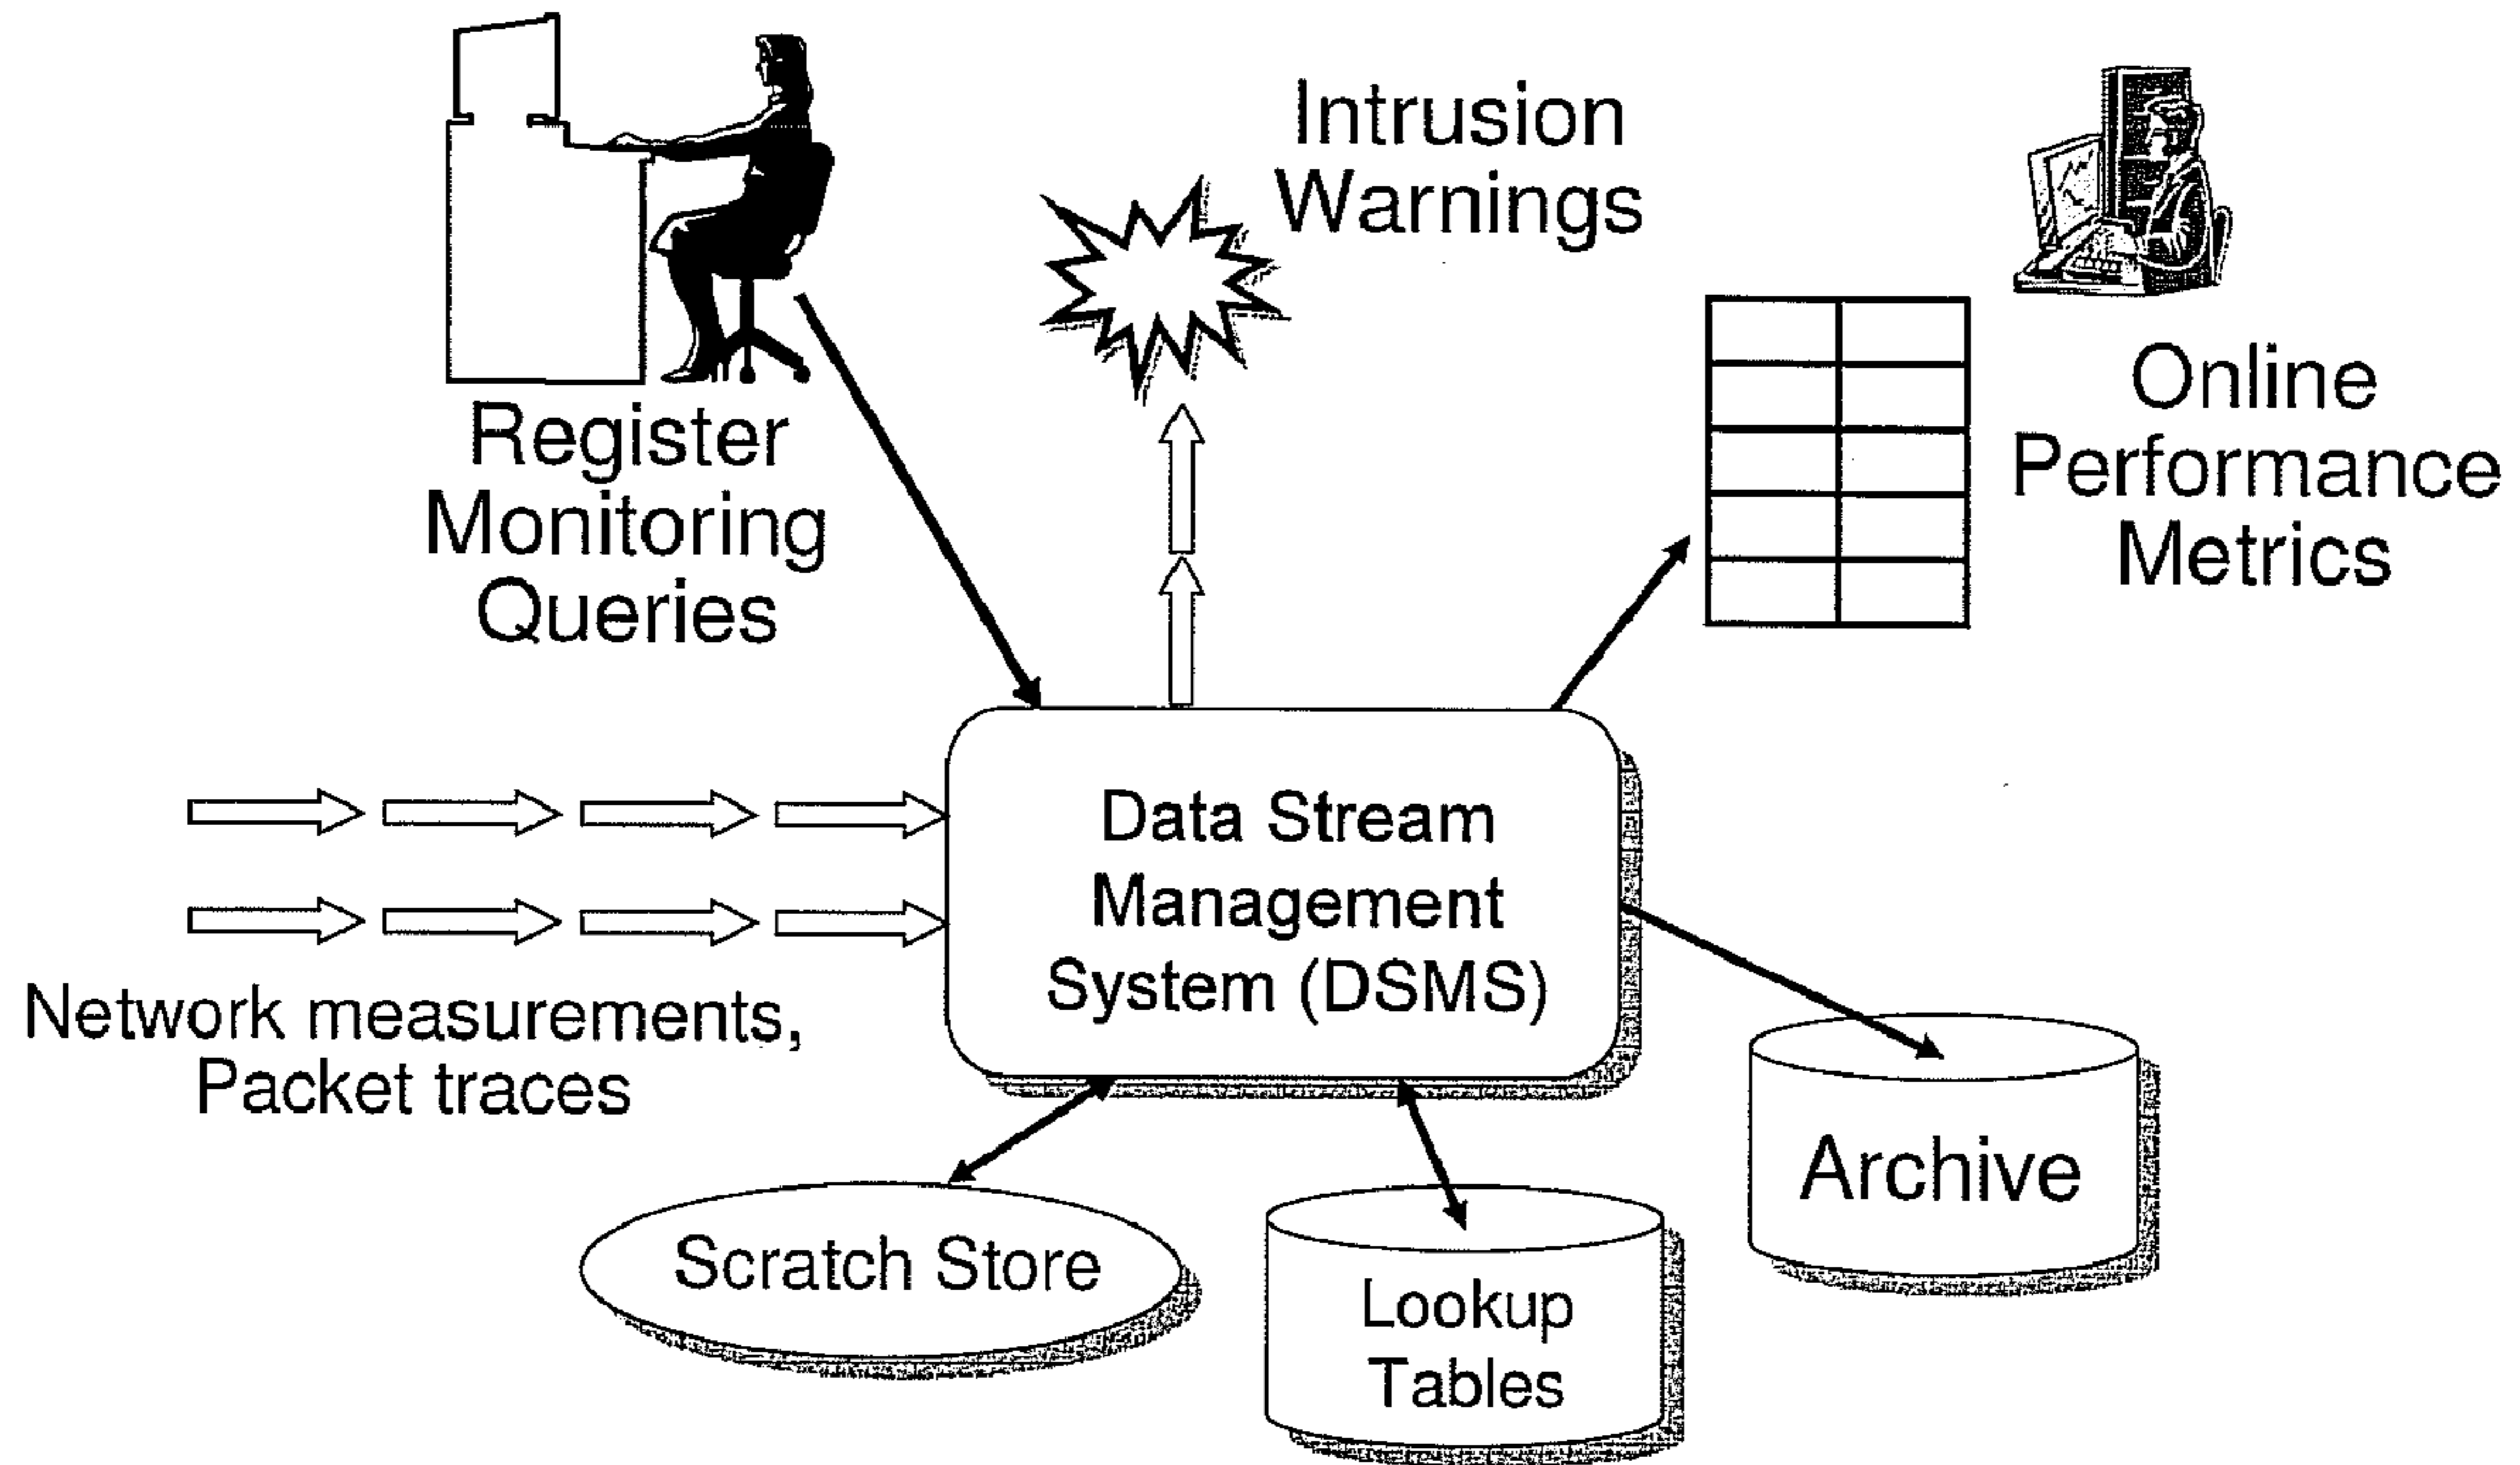 Intrusion
Warnings
Register
Monitoring
Queries
Online
Performance
Metrics
Data Stream
Management
System (DSMS)
Network measurements,
Packet traces
Archive
Scratch Store
Lookup
Tables